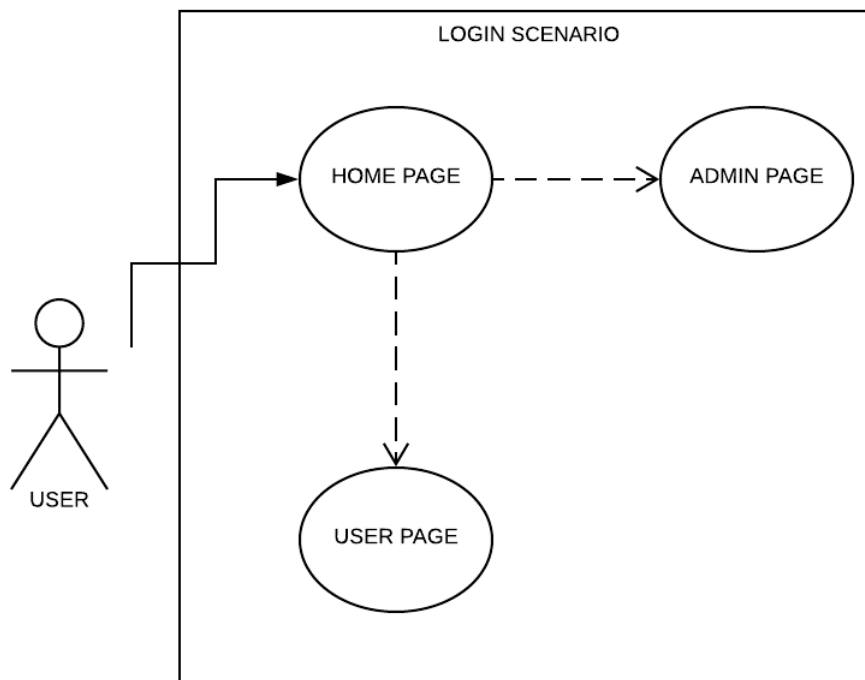 LOGIN SCENARIO
HOME PAGE
ADMIN PAGE
USER
USER PAGE